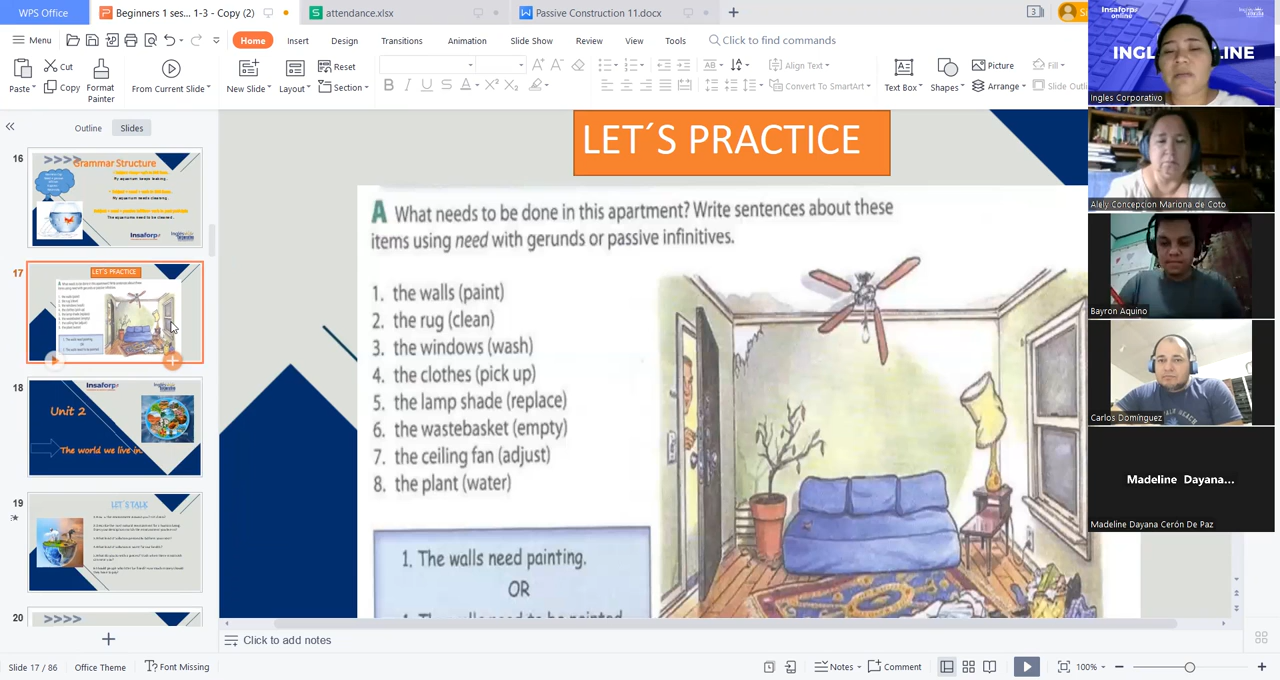 WPS Office
Beginners 1 ses... 1-3 - Copy (2)
attendance.xlsx
Passive Construction 11.docx
Menu
Home
Insert
Design
Transitions
Animation
Slide Show
Review
View
Tools
Click to find commands
Paste
Cut
Copy
Format Painter
From Current Slide
New Slide
Layout
Reset
Section
Align Text
Convert To SmartArt
Text Box
Shapes
Picture
Arrange
Fill
Slide
Outline
Slides
16
>>>> Grammar Structure
17
LET´S PRACTICE
18
Insaforp
Unit 2
The world we live in.
19
LET´S TALK
20
>>>>
LET´S PRACTICE
A What needs to be done in this apartment? Write sentences about these
items using need with gerunds or passive infinitives.
1. the walls (paint)
2. the rug (clean)
3. the windows (wash)
4. the clothes (pick up)
5. the lamp shade (replace)
6. the wastebasket (empty)
7. the ceiling fan (adjust)
8. the plant (water)
1. The walls need painting.
OR
Click to add notes
Slide 17 / 86
Office Theme
Font Missing
Notes
Comment
100%
Insaforp
online
Ingles Corporativo
Alely Concepcion Mariona de Coto
Bayron Aquino
Carlos Domínguez
Madeline Dayana...
Madeline Dayana Cerón De Paz